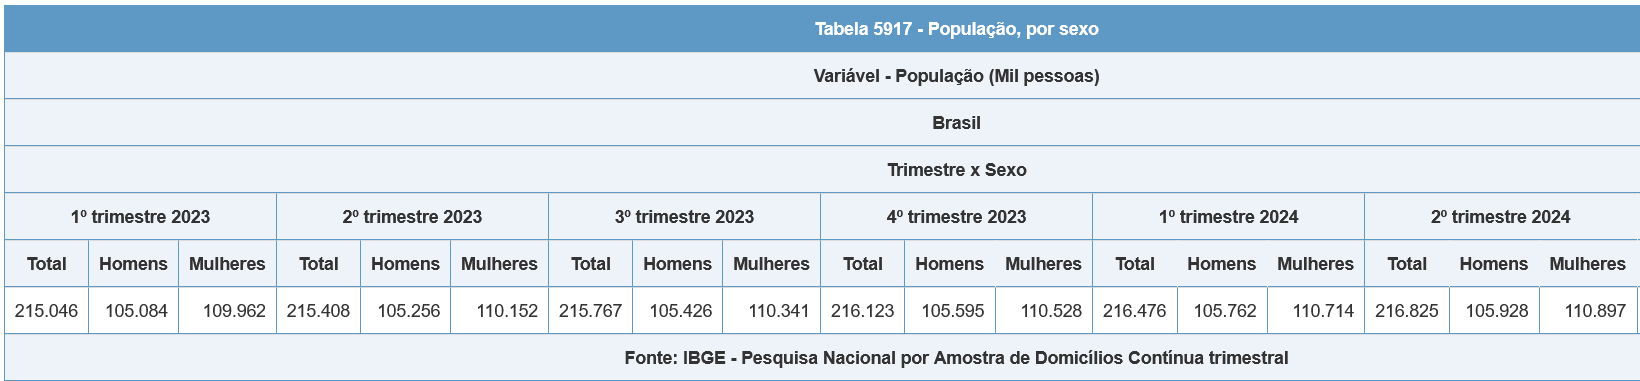 Tabela 5917 - População, por sexo
Variável - População (Mil pessoas)
Brasil
Trimestre x Sexo
1º trimestre 2023 2º trimestre 2023 3º trimestre 2023 4º trimestre 2023 1º trimestre 2024 2º trimestre 2024
Total Homens Mulheres Total Homens Mulheres Total Homens Mulheres Total Homens Mulheres Total Homens Mulheres Total Homens Mulheres
215.046 105.084 109.962 215.408 105.256 110.152 215.767 105.426 110.341 216.123 105.595 110.528 216.476 105.762 110.714 216.825 105.928 110.897
Fonte: IBGE - Pesquisa Nacional por Amostra de Domicílios Contínua trimestral